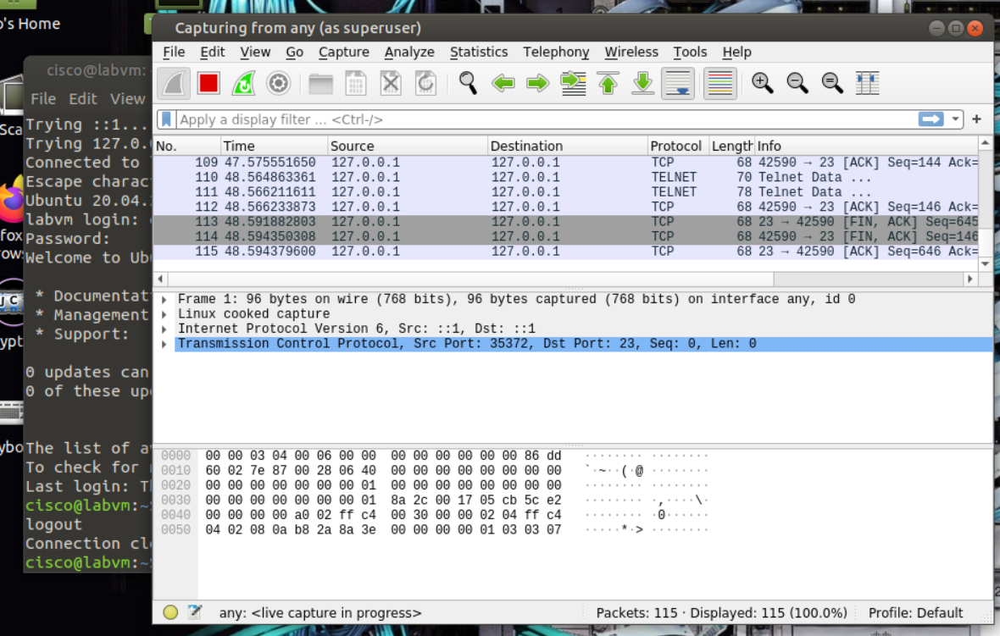 o's Home
Capturing from any (as superuser)
File Edit View Go Capture Analyze Statistics Telephony Wireless Tools Help
Apply a display filter ... <Ctrl-/>
No. Time Source Destination Protocol Length Info
109 47.575551650 127.0.0.1 127.0.0.1 TCP 68 42590 → 23 [ACK] Seq=144 Ack=
110 48.564863361 127.0.0.1 127.0.0.1 TELNET 70 Telnet Data ...
111 48.566211611 127.0.0.1 127.0.0.1 TELNET 78 Telnet Data ...
112 48.566233873 127.0.0.1 127.0.0.1 TCP 68 42590 → 23 [ACK] Seq=146 Ack=
113 48.591882803 127.0.0.1 127.0.0.1 TCP 68 23 → 42590 [FIN, ACK] Seq=645
114 48.594350308 127.0.0.1 127.0.0.1 TCP 68 42590 → 23 [FIN, ACK] Seq=146
115 48.594379600 127.0.0.1 127.0.0.1 TCP 68 23 → 42590 [ACK] Seq=646 Ack=
Frame 1: 96 bytes on wire (768 bits), 96 bytes captured (768 bits) on interface any, id 0
Linux cooked capture
Internet Protocol Version 6, Src: ::1, Dst: ::1
Transmission Control Protocol, Src Port: 35372, Dst Port: 23, Seq: 0, Len: 0
0000 00 00 03 04 00 06 00 00 00 00 00 00 00 00 86 dd ········ ········
0010 60 02 7e 87 00 28 06 40 00 00 00 00 00 00 00 00 `·~··(·@ ········
0020 00 00 00 00 00 00 00 01 00 00 00 00 00 00 00 00 ········ ········
0030 00 00 00 00 00 00 00 01 8a 2c 00 17 05 cb 5c e2 ········ ·,····\·
0040 00 00 00 00 a0 02 ff c4 00 30 00 00 02 04 ff c4 ········ ·0······
0050 04 02 08 0a b8 2a 8a 3e 00 00 00 00 01 03 03 07 ·····*·> ········
any: <live capture in progress> Packets: 115 · Displayed: 115 (100.0%) Profile: Default
cisco@labvm:
File Edit View
Trying ::1...
Trying 127.0.
Connected to
Escape charac
Ubuntu 20.04.
labvm login:
Password:
Welcome to Ub
* Documentat
* Management
* Support:
0 updates can
0 of these up
The list of a
To check for
Last login: T
cisco@labvm:~
logout
Connection cl
cisco@labvm:~
Sca
fox
row
JC
ypt
ybo